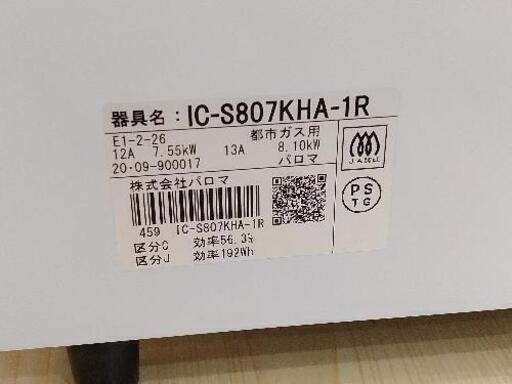 器具名：IC-S807KHA-1R
E1-2-26 都市ガス用
12A 7.55kW 13A 8.10kW
20·09-900017 パロマ
株式会社パロマ
459 IC-S807KHA-1R
区分C 効率56.3%
区分J 効率192Wh
PS
TG